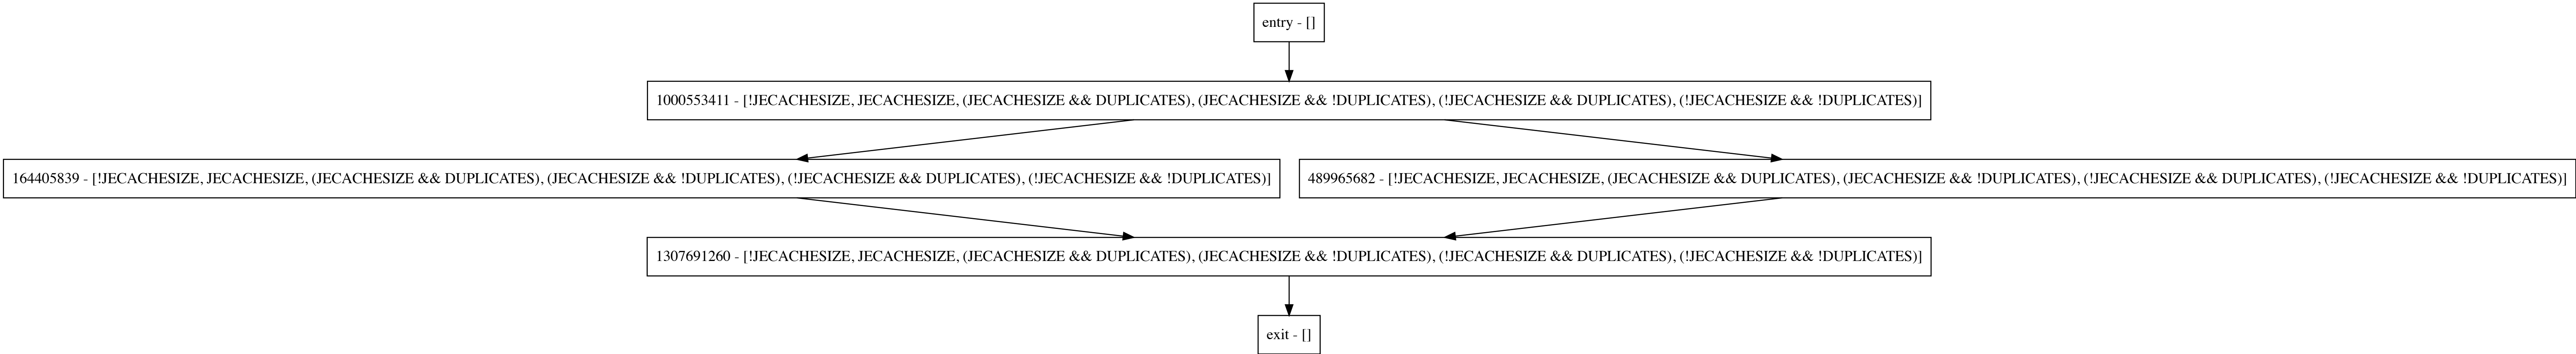 entry - []
1000553411 - [!JECACHESIZE, JECACHESIZE, (JECACHESIZE && DUPLICATES), (JECACHESIZE && !DUPLICATES), (!JECACHESIZE && DUPLICATES), (!JECACHESIZE && !DUPLICATES)]
164405839 - [!JECACHESIZE, JECACHESIZE, (JECACHESIZE && DUPLICATES), (JECACHESIZE && !DUPLICATES), (!JECACHESIZE && DUPLICATES), (!JECACHESIZE && !DUPLICATES)]
489965682 - [!JECACHESIZE, JECACHESIZE, (JECACHESIZE && DUPLICATES), (JECACHESIZE && !DUPLICATES), (!JECACHESIZE && DUPLICATES), (!JECACHESIZE && !DUPLICATES)]
1307691260 - [!JECACHESIZE, JECACHESIZE, (JECACHESIZE && DUPLICATES), (JECACHESIZE && !DUPLICATES), (!JECACHESIZE && DUPLICATES), (!JECACHESIZE && !DUPLICATES)]
exit - []